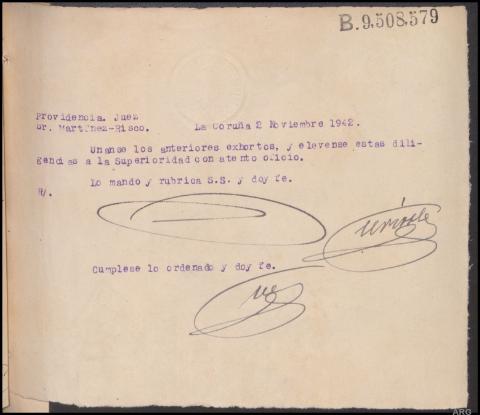 B.9,508,579
Providencia. Juez
Sr. Martínez-Risco.    La Coruña 2 Noviembre 1942.
Unanse los anteriores exhortos, y elevense estas dili-
gencias a la Superioridad con atento oficio.
Lo mando y rubrica S.S. y doy fe.
R/.
Cumplese lo ordenado y doy fe.
ARG